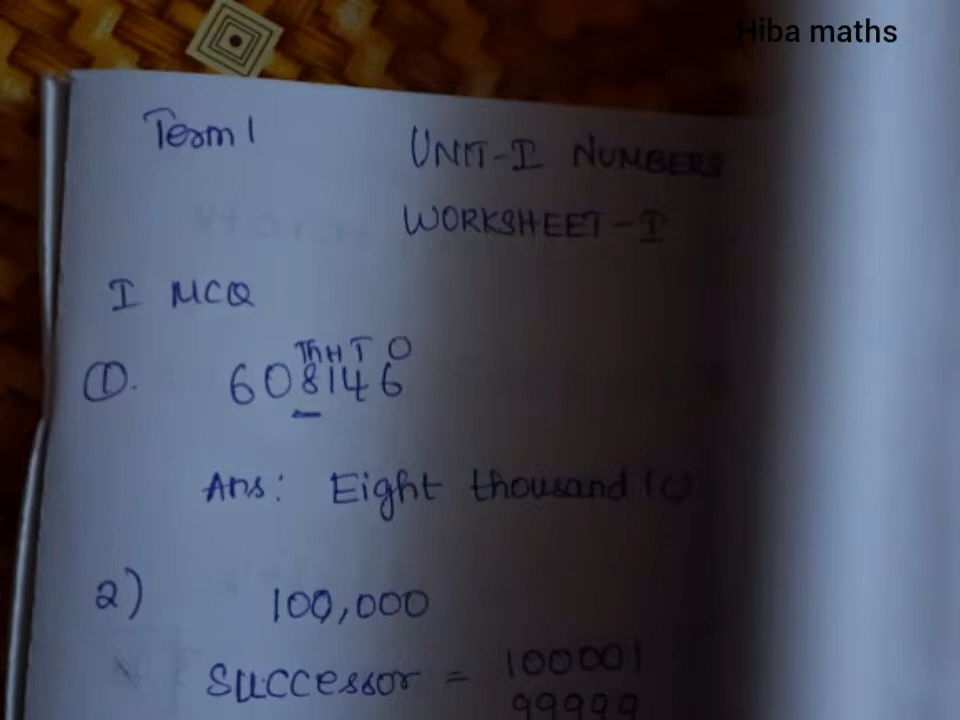 Hiba maths
Term 1 UNIT-I NUMBERS
WORKSHEET-I
I MCQ
Th H T O
①. 608146
Ans: Eight thousand
2) 100,000
Successor = 100001
99999